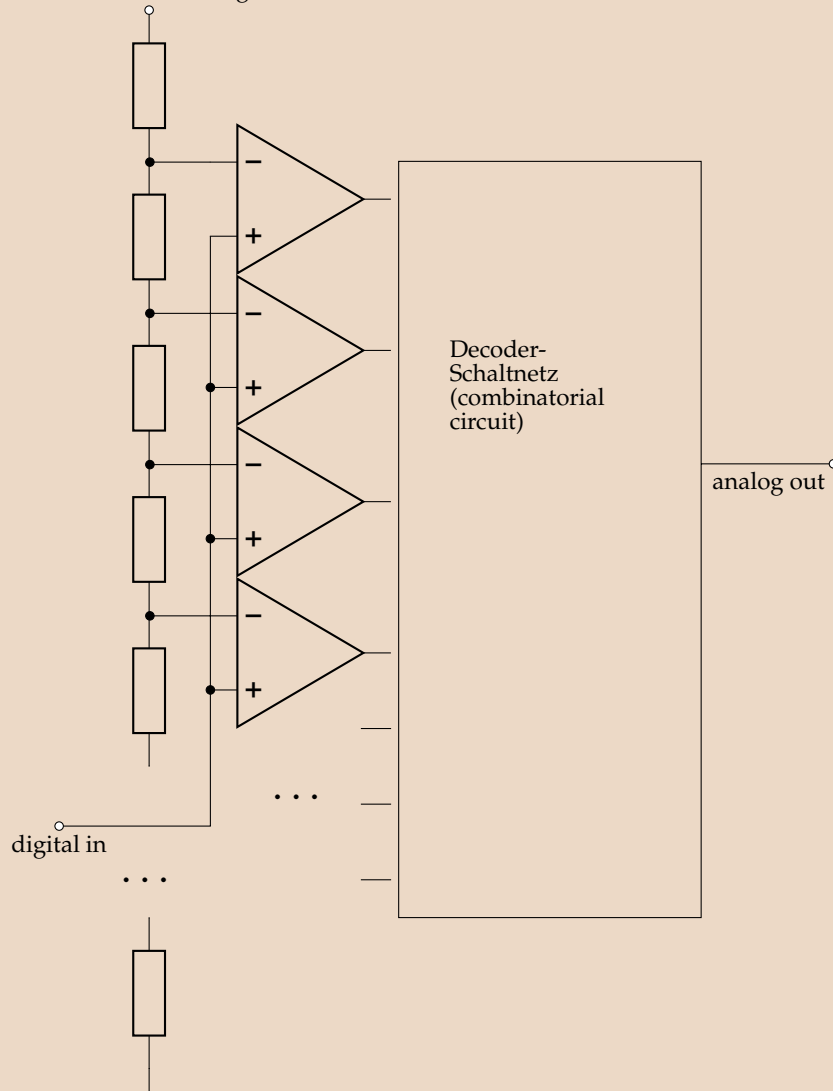 Decoder-
Schaltnetz
(combinatorial
circuit)
analog out
digital in